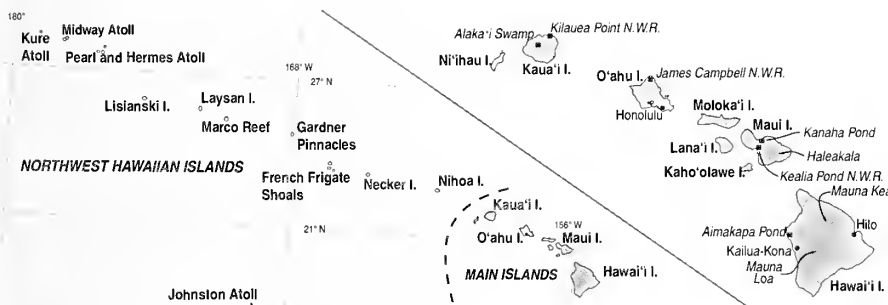 180°
Kure
Atoll
Midway Atoll
Pearl and Hermes Atoll
168° W
27° N
Lisianski I.
Laysan I.
Marco Reef
Gardner
Pinnacles
NORTHWEST HAWAIIAN ISLANDS
French Frigate
Shoals
Necker I.
Nihoa I.
21° N
Kaua'i I.
O'ahu I.
156° W
Maui I.
MAIN ISLANDS
Hawai'i I.
Johnston Atoll
Alaka'i Swamp
Kilauea Point N.W.R.
Ni'ihau I.
Kaua'i I.
O'ahu I.
James Campbell N.W.R.
Honolulu
Moloka'i I.
Maui I.
Kanaha Pond
Lana'i I.
Haleakala
Kaho'olawe I.
Kealia Pond N.W.R.
Mauna Kea
Aimakapa Pond
Hilo
Kailua-Kona
Mauna
Loa
Hawai'i I.